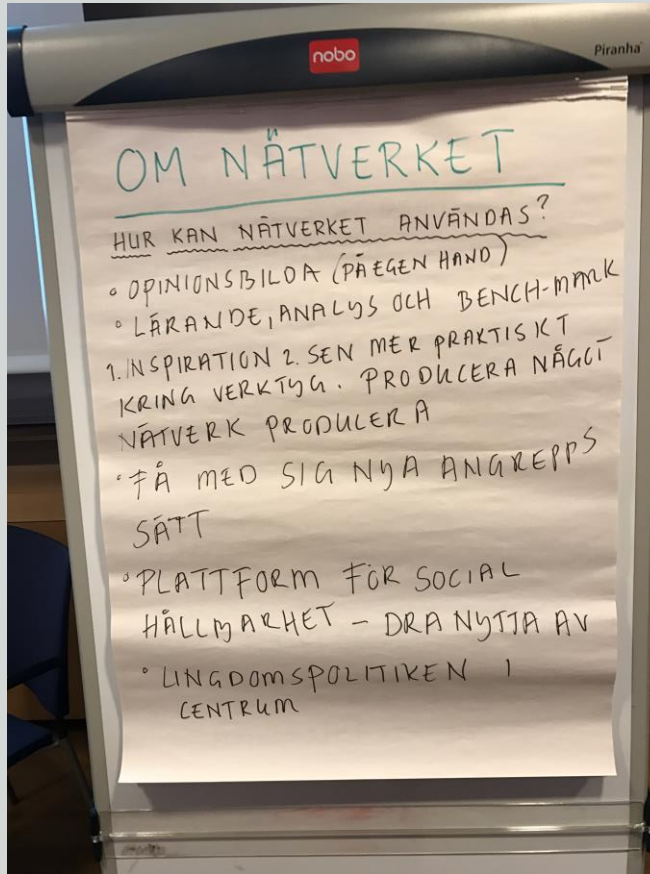 nobo
Piranha
OM NÄTVERKET
HUR KAN NÄTVERKET ANVÄNDAS?
• OPINIONSBILDA (PÅ EGEN HAND)
• LÄRANDE, ANALYS OCH BENCH-MARK
1. INSPIRATION 2. SEN MER PRAKTISKT
KRING VERKTYG. PRODUCERA NÅGOT
NÄTVERK PRODUCERA
• FÅ MED SIG NYA ANGREPPS
SÄTT
• PLATTFORM FÖR SOCIAL
HÅLLBARHET – DRA NYTTA AV
• UNGDOMSPOLITIKEN I
CENTRUM